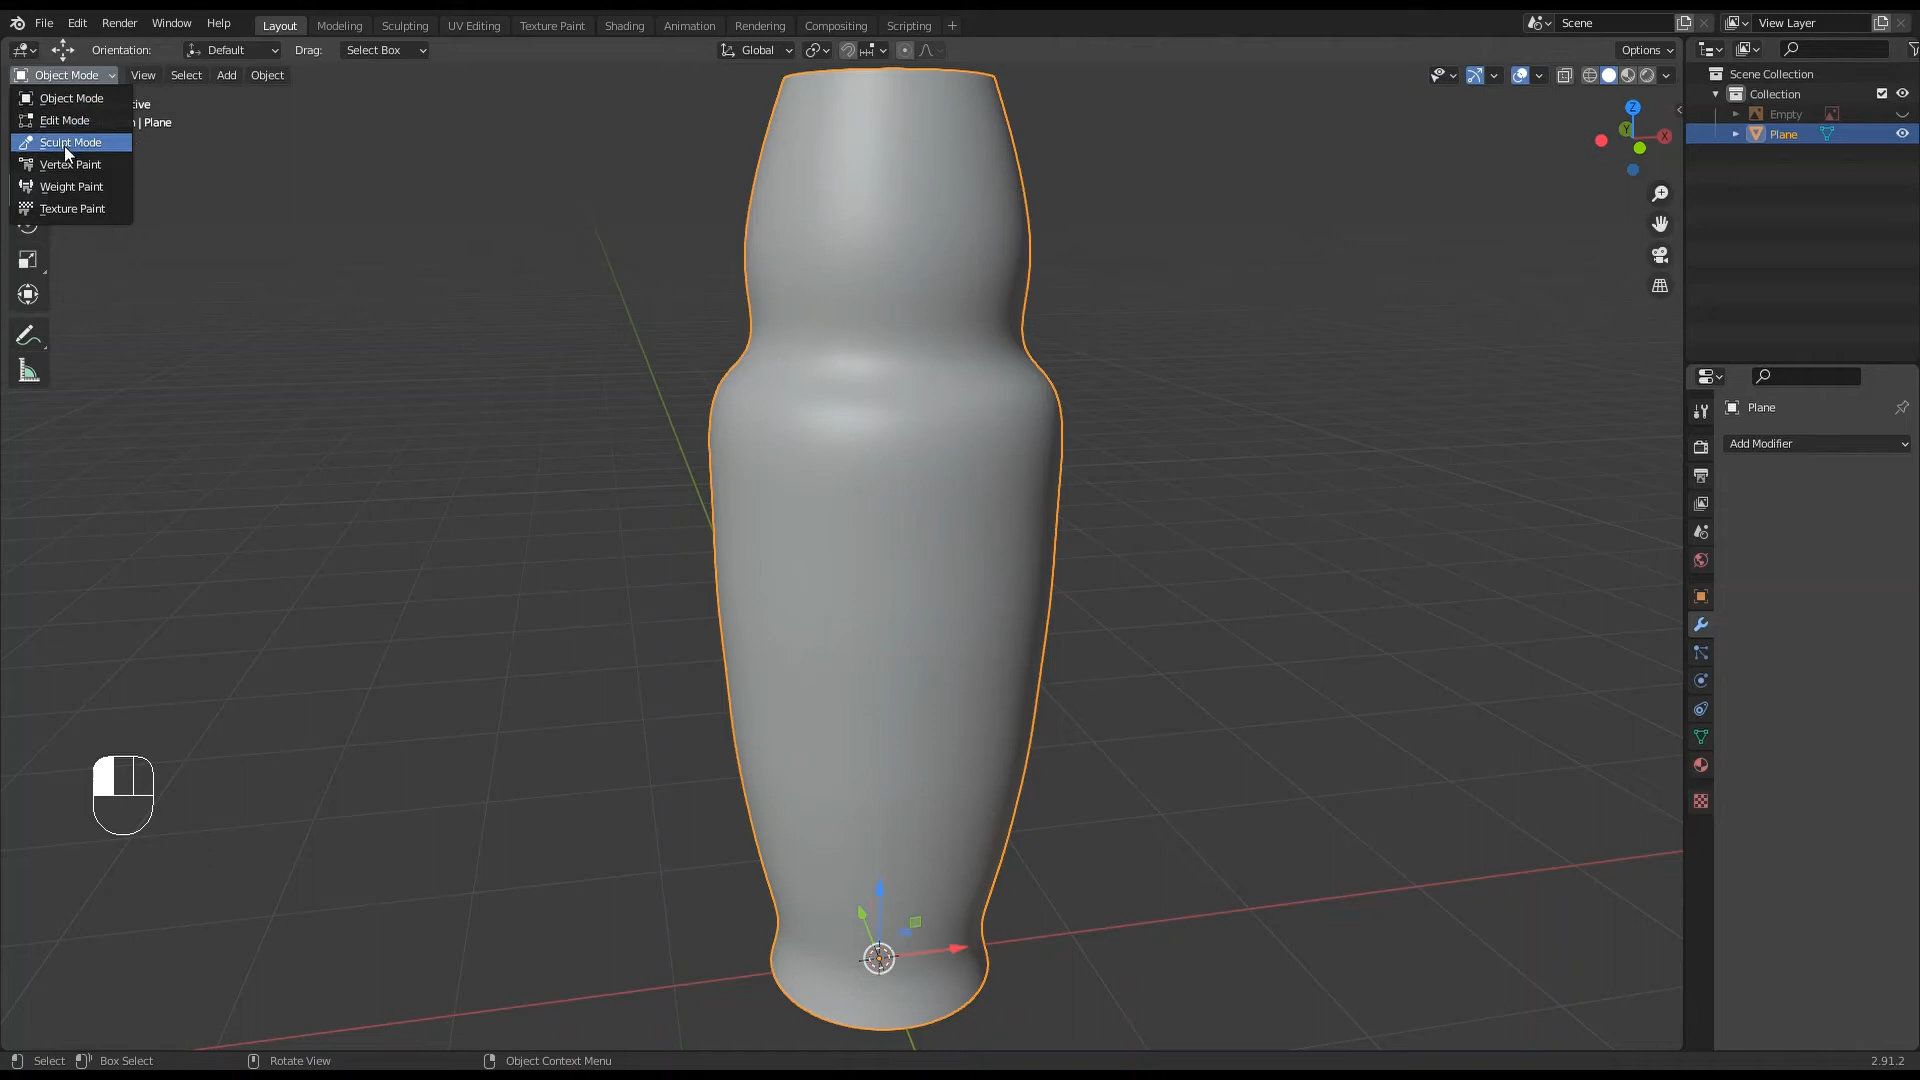 File Edit Render Window Help
Layout Modeling Sculpting UV Editing Texture Paint Shading Animation Rendering Compositing Scripting +
Scene
View Layer
Orientation: Default Drag: Select Box
Global
Options
Object Mode View Select Add Object
Object Mode
Edit Mode
Sculpt Mode
Vertex Paint
Weight Paint
Texture Paint
tive
| Plane
Z
Y
X
Scene Collection
Collection
Empty
Plane
Plane
Add Modifier
Select Box Select Rotate View Object Context Menu
2.91.2